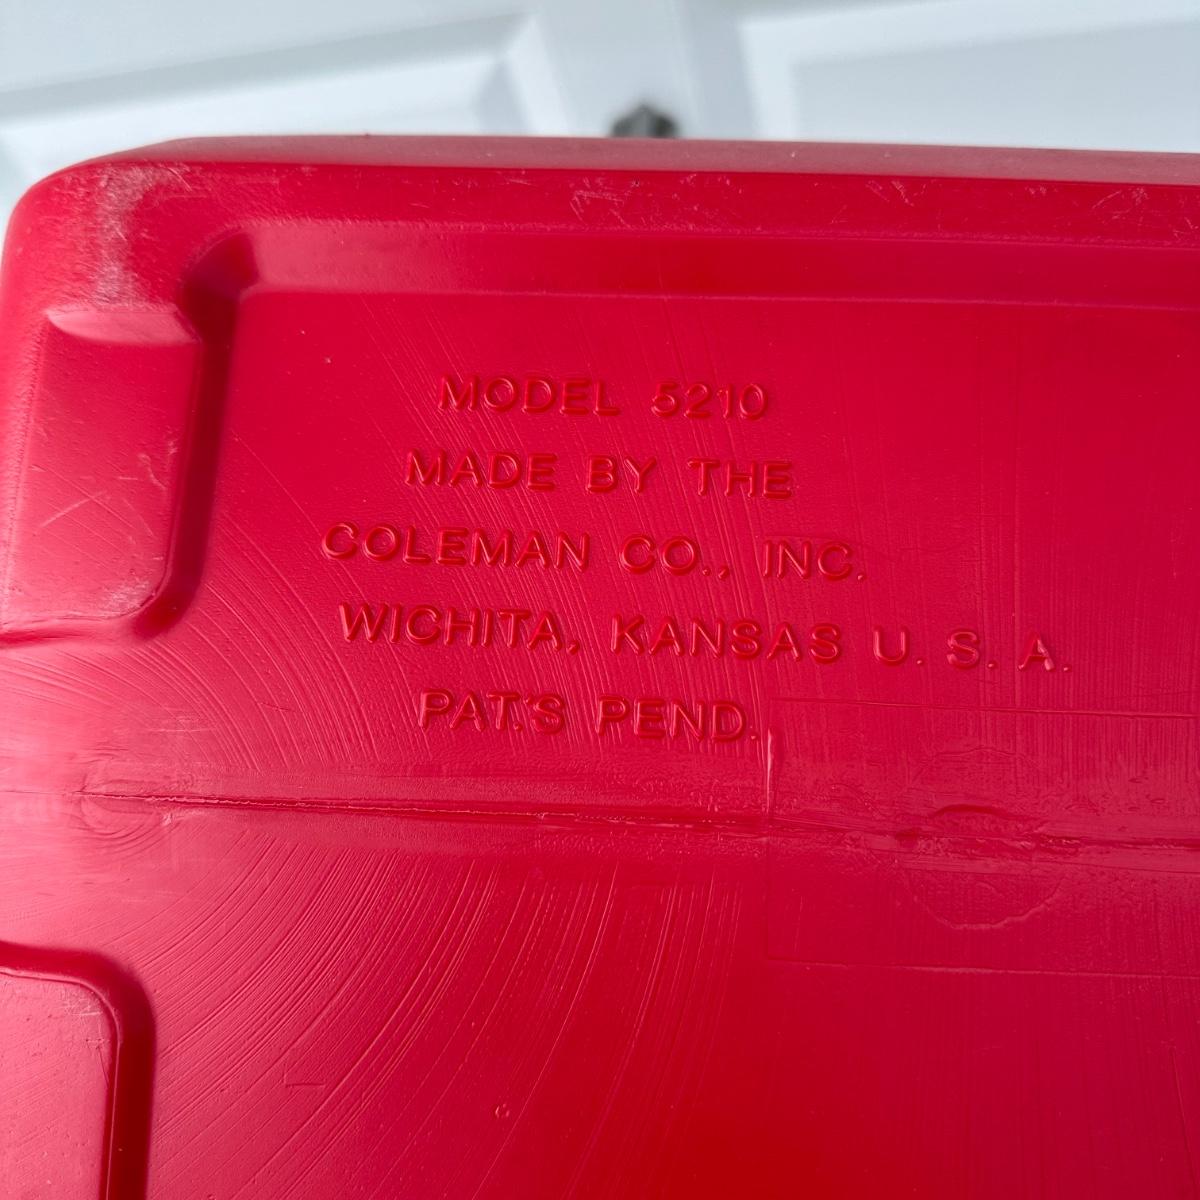 MODEL 5210
MADE BY THE
COLEMAN CO., INC.
WICHITA, KANSAS U. S. A.
PAT.'S PEND.